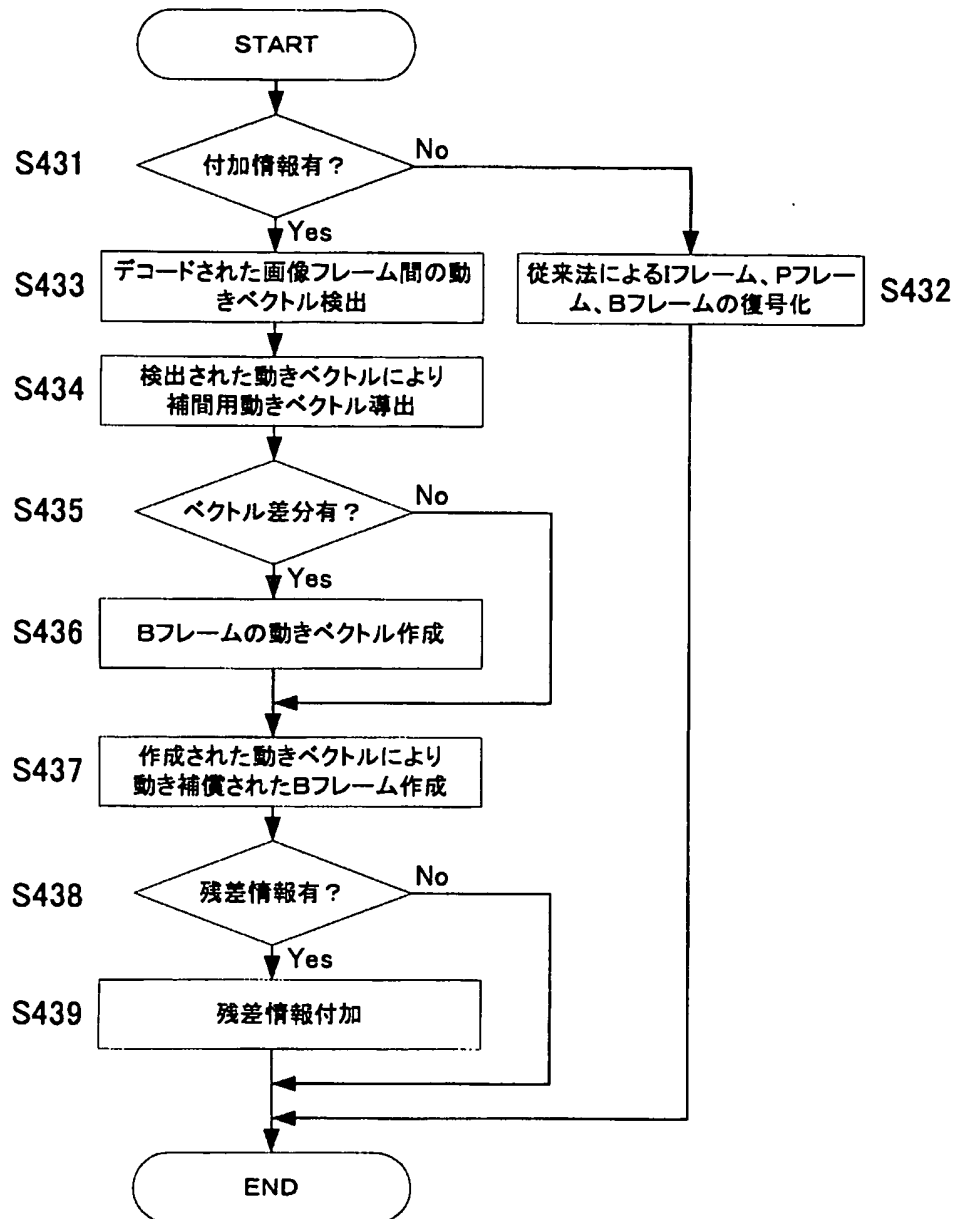 START
S431
付加情報有?
No
Yes
S433
デコードされた画像フレーム間の動
きベクトル検出
従来法によるIフレーム、Pフレー
ム、Bフレームの復号化
S432
S434
検出された動きベクトルにより
補間用動きベクトル導出
S435
ベクトル差分有?
No
Yes
S436
Bフレームの動きベクトル作成
S437
作成された動きベクトルにより
動き補償されたBフレーム作成
S438
残差情報有?
No
Yes
S439
残差情報付加
END